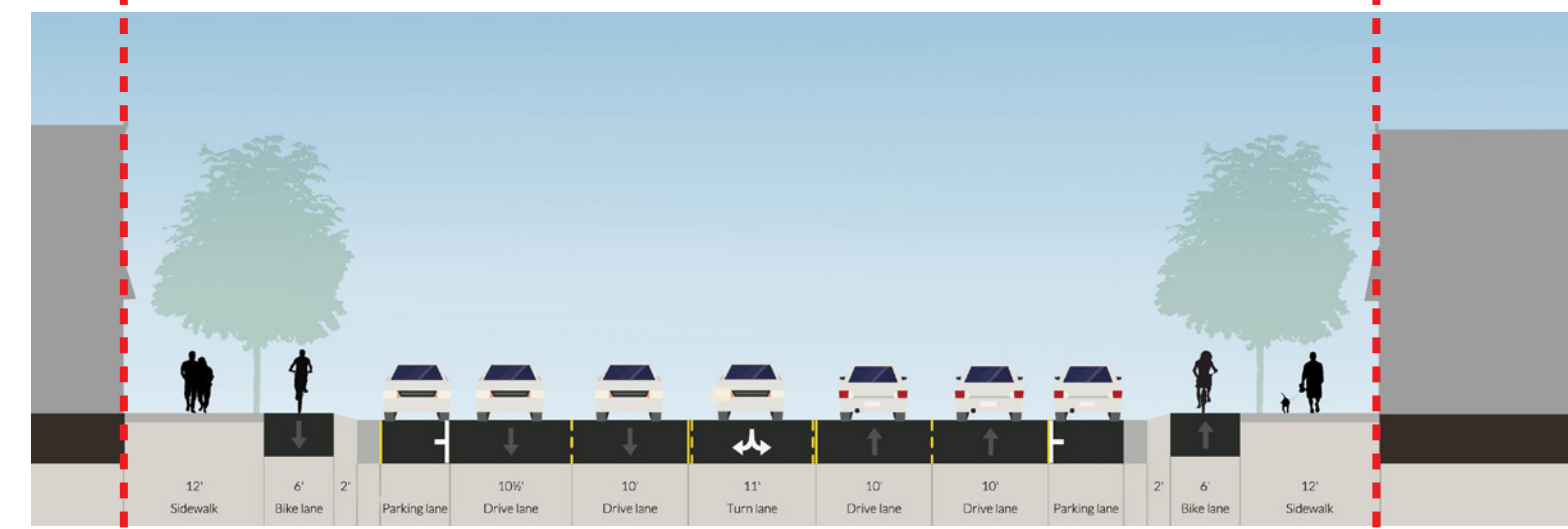 12' 6' 2' 10½' 10' 11' 10' 10' 2' 6' 12'
Sidewalk Bike lane Parking lane Drive lane Drive lane Turn lane Drive lane Drive lane Parking lane Bike lane Sidewalk